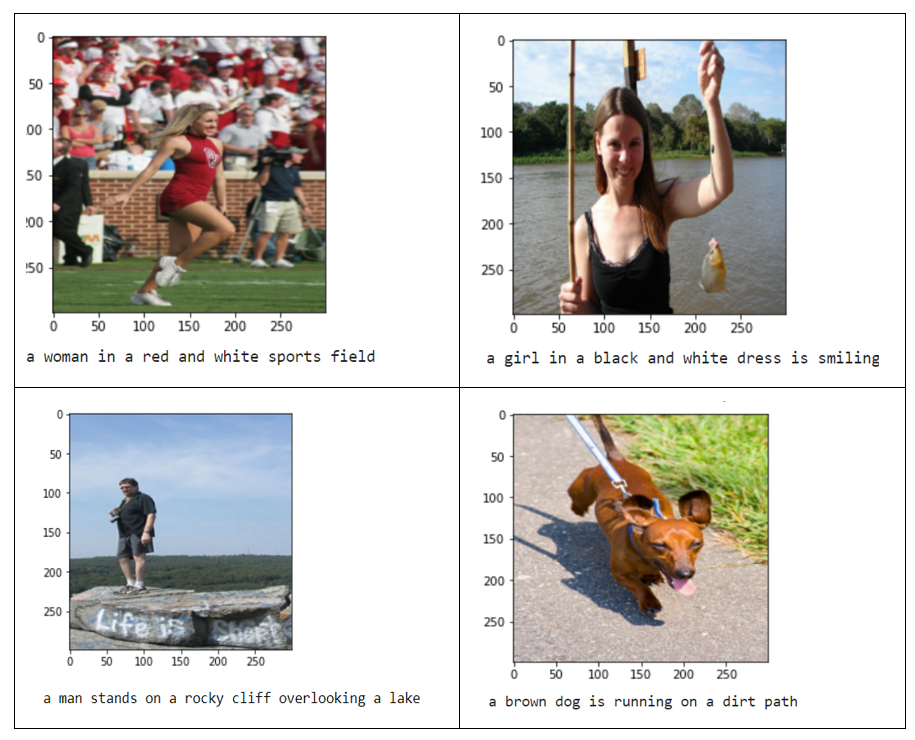 0
50
00
50
200
250
0 50 100 150 200 250
a woman in a red and white sports field
0
50
100
150
200
250
0 50 100 150 200 250
a girl in a black and white dress is smiling
0
50
100
150
200
250
Life is short
0 50 100 150 200 250
a man stands on a rocky cliff overlooking a lake
0
50
100
150
200
250
0 50 100 150 200 250
a brown dog is running on a dirt path